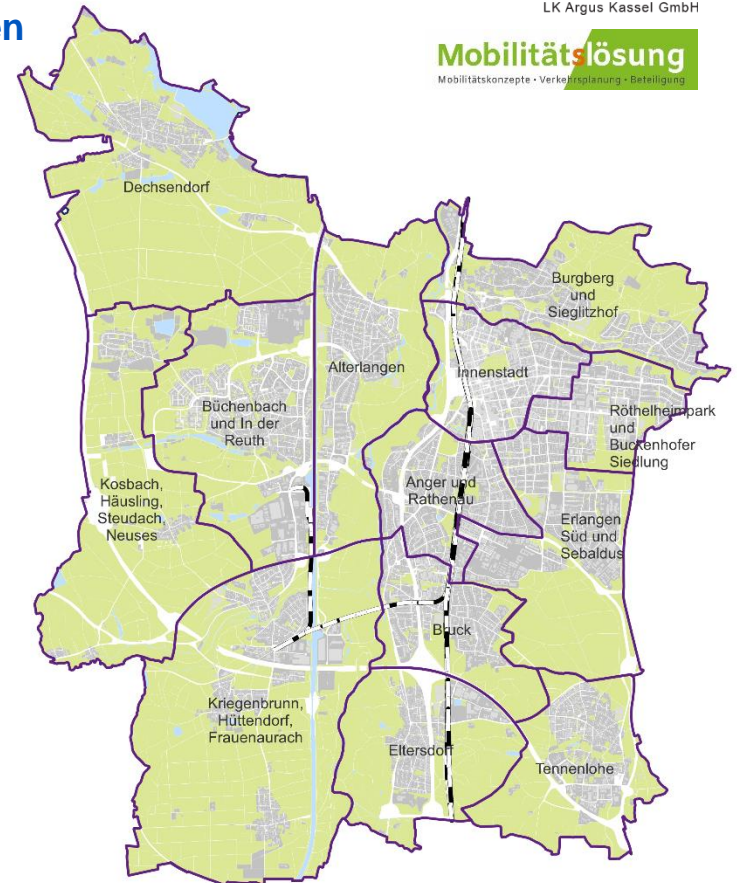 LK Argus Kassel GmbH
en
Mobilitätslösung
Mobilitätskonzepte • Verkehrsplanung • Beteiligung
Dechsendorf
Burgberg
und
Sieglitzhof
Alterlangen
Innenstadt
Büchenbach
und In der
Reuth
Röthelheimpark
und
Buckenhofer
Siedlung
Kosbach,
Häusling,
Steudach,
Neuses
Anger und
Rathenau
Erlangen
Süd und
Sebaldus
Bruck
Kriegenbrunn,
Hüttendorf,
Frauenaurach
Eltersdorf
Tennenlohe